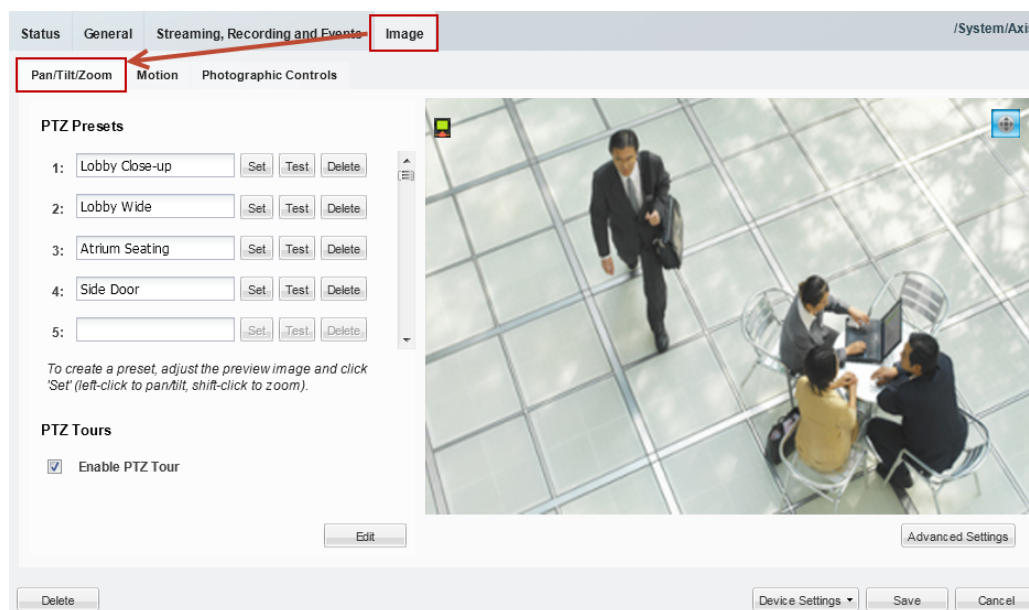 Status General Streaming, Recording and Events Image /System/Axi
Pan/Tilt/Zoom Motion Photographic Controls
PTZ Presets
1: Lobby Close-up Set Test Delete
2: Lobby Wide Set Test Delete
3: Atrium Seating Set Test Delete
4: Side Door Set Test Delete
5: Set Test Delete
To create a preset, adjust the preview image and click
'Set' (left-click to pan/tilt, shift-click to zoom).
PTZ Tours
Enable PTZ Tour
Edit Advanced Settings
Delete Device Settings Save Cancel